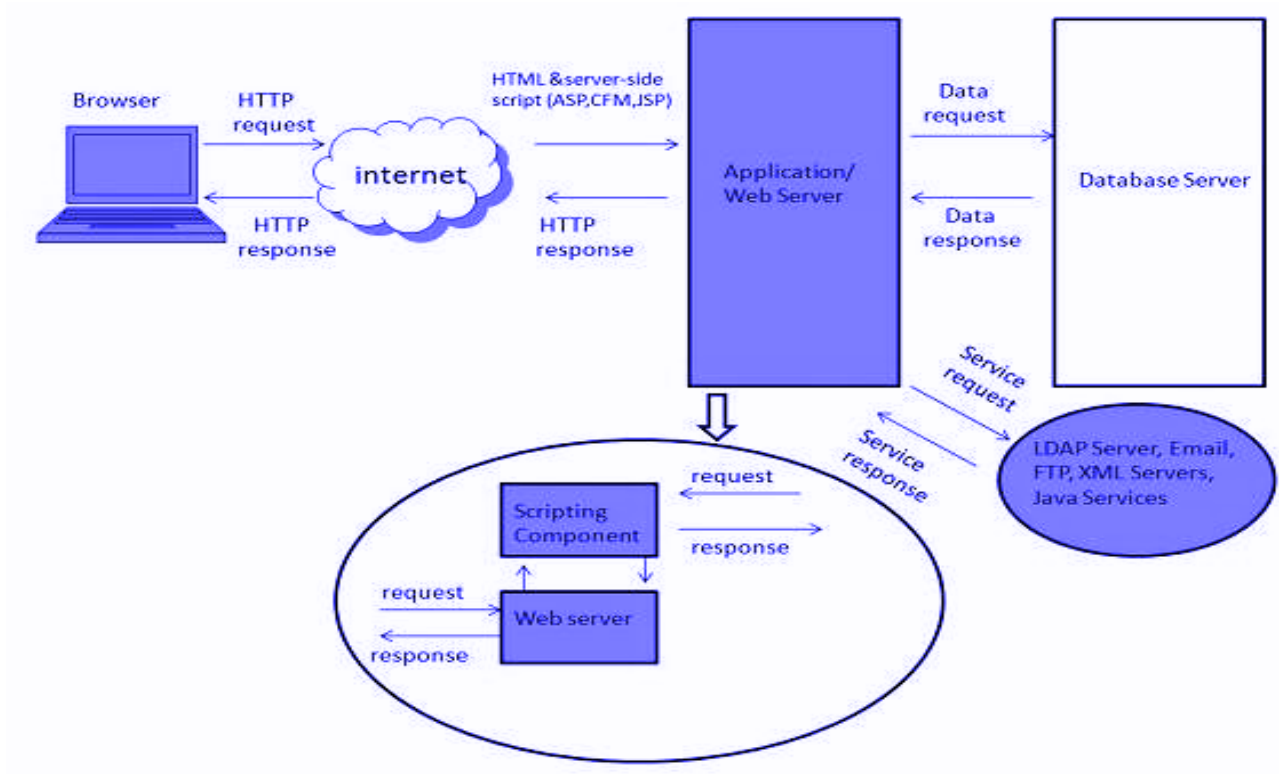 Browser
HTTP
request
HTTP
response
internet
HTML &server-side
script (ASP,CFM,JSP)
HTTP
response
Application/
Web Server
Data
request
Data
response
Database Server
Service
request
Service
response
LDAP Server, Email,
FTP, XML Servers,
Java Services
request
response
Scripting
Component
request
response
Web server